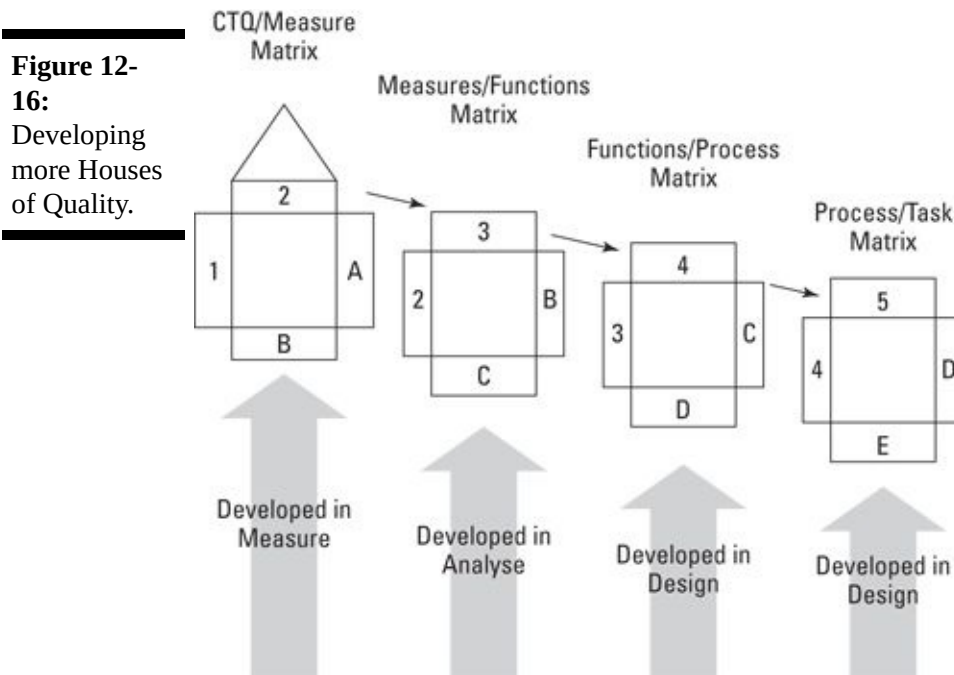 Figure 12-
16:
Developing
more Houses
of Quality.
CTQ/Measure
Matrix
2
1
A
B
Measures/Functions
Matrix
3
2
B
C
Functions/Process
Matrix
4
3
C
D
Process/Task
Matrix
5
4
D
E
Developed in
Measure
Developed in
Analyse
Developed in
Design
Developed in
Design